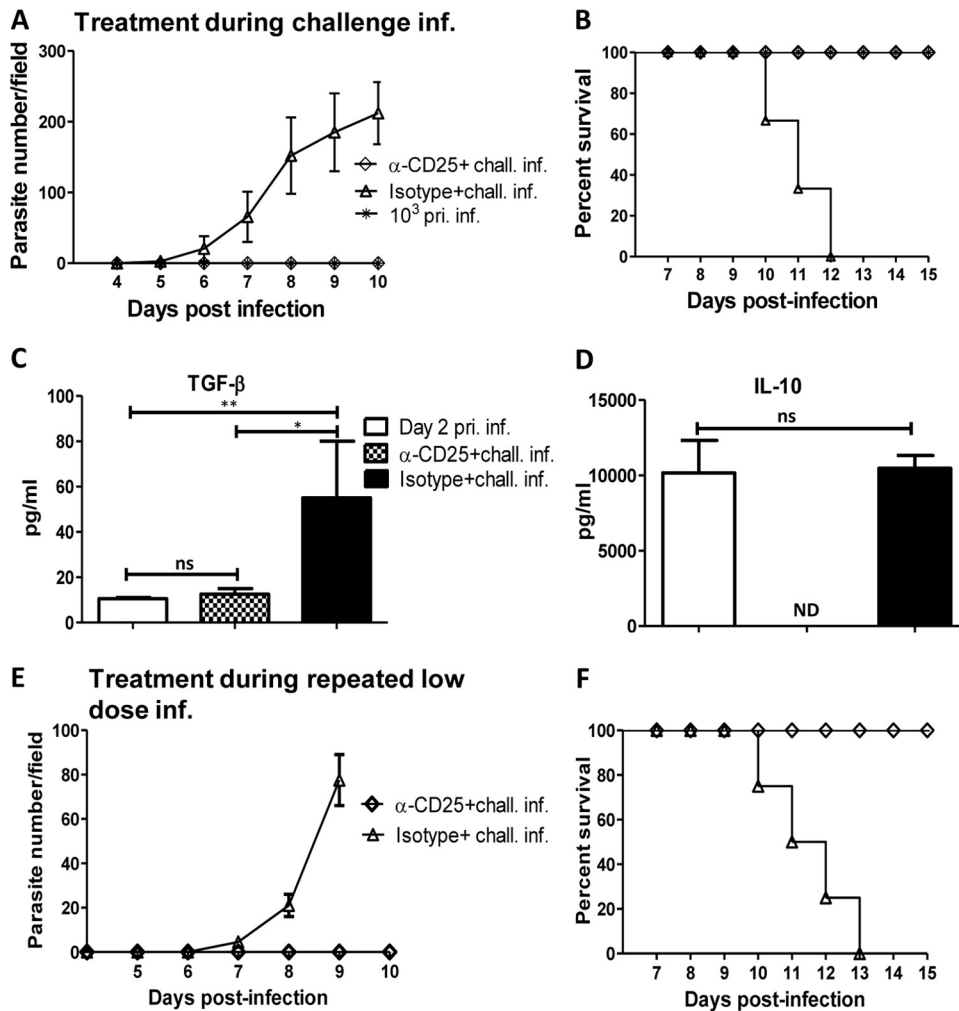 A Treatment during challenge inf.
Parasite number/field
300
200
100
0
4 5 6 7 8 9 10
Days post infection
α-CD25+ chall. inf.
Isotype+chall. inf.
10³ pri. inf.
B
Percent survival
100
80
60
40
20
0
7 8 9 10 11 12 13 14 15
Days post-infection
C
TGF-β
pg/ml
100
80
60
40
20
0
**
*
ns
Day 2 pri. inf.
α-CD25+chall. inf.
Isotype+chall. inf.
D
IL-10
pg/ml
15000
10000
5000
0
ns
ND
E Treatment during repeated low
dose inf.
Parasite number/field
100
80
60
40
20
0
5 6 7 8 9 10
Days post-infection
α-CD25+chall. inf.
Isotype+ chall. inf.
F
Percent survival
100
80
60
40
20
0
7 8 9 10 11 12 13 14 15
Days post-infection